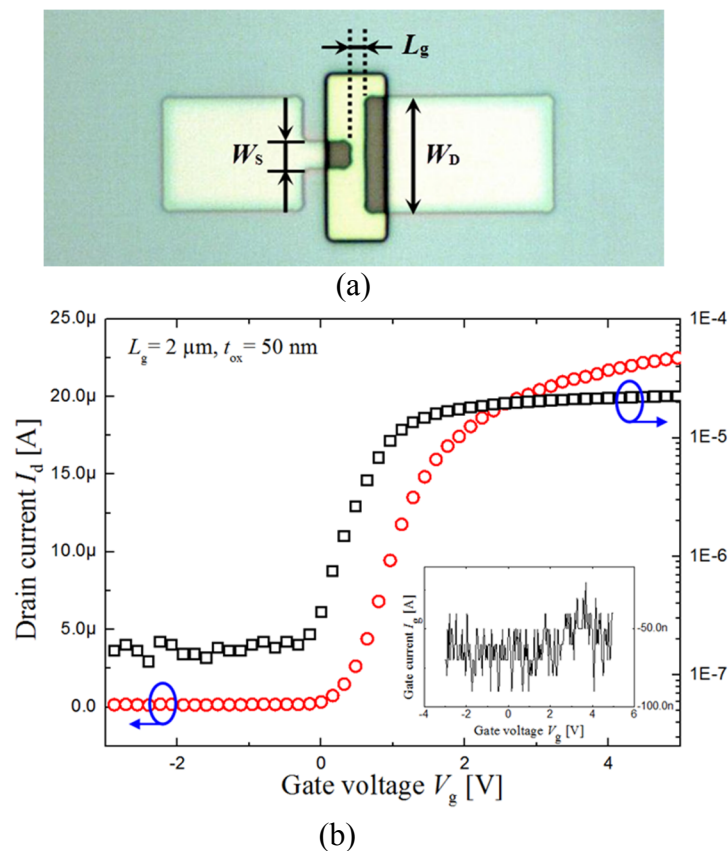 L_g
W_S
W_D
(a)
L_g = 2 μm, t_ox = 50 nm
Drain current I_d [A]
25.0μ
20.0μ
15.0μ
10.0μ
5.0μ
0.0
1E-4
1E-5
1E-6
1E-7
Gate current I_g [A]
-50.0n
-100.0n
-4
-2
0
2
4
6
Gate voltage V_g [V]
-2
0
2
4
Gate voltage V_g [V]
(b)